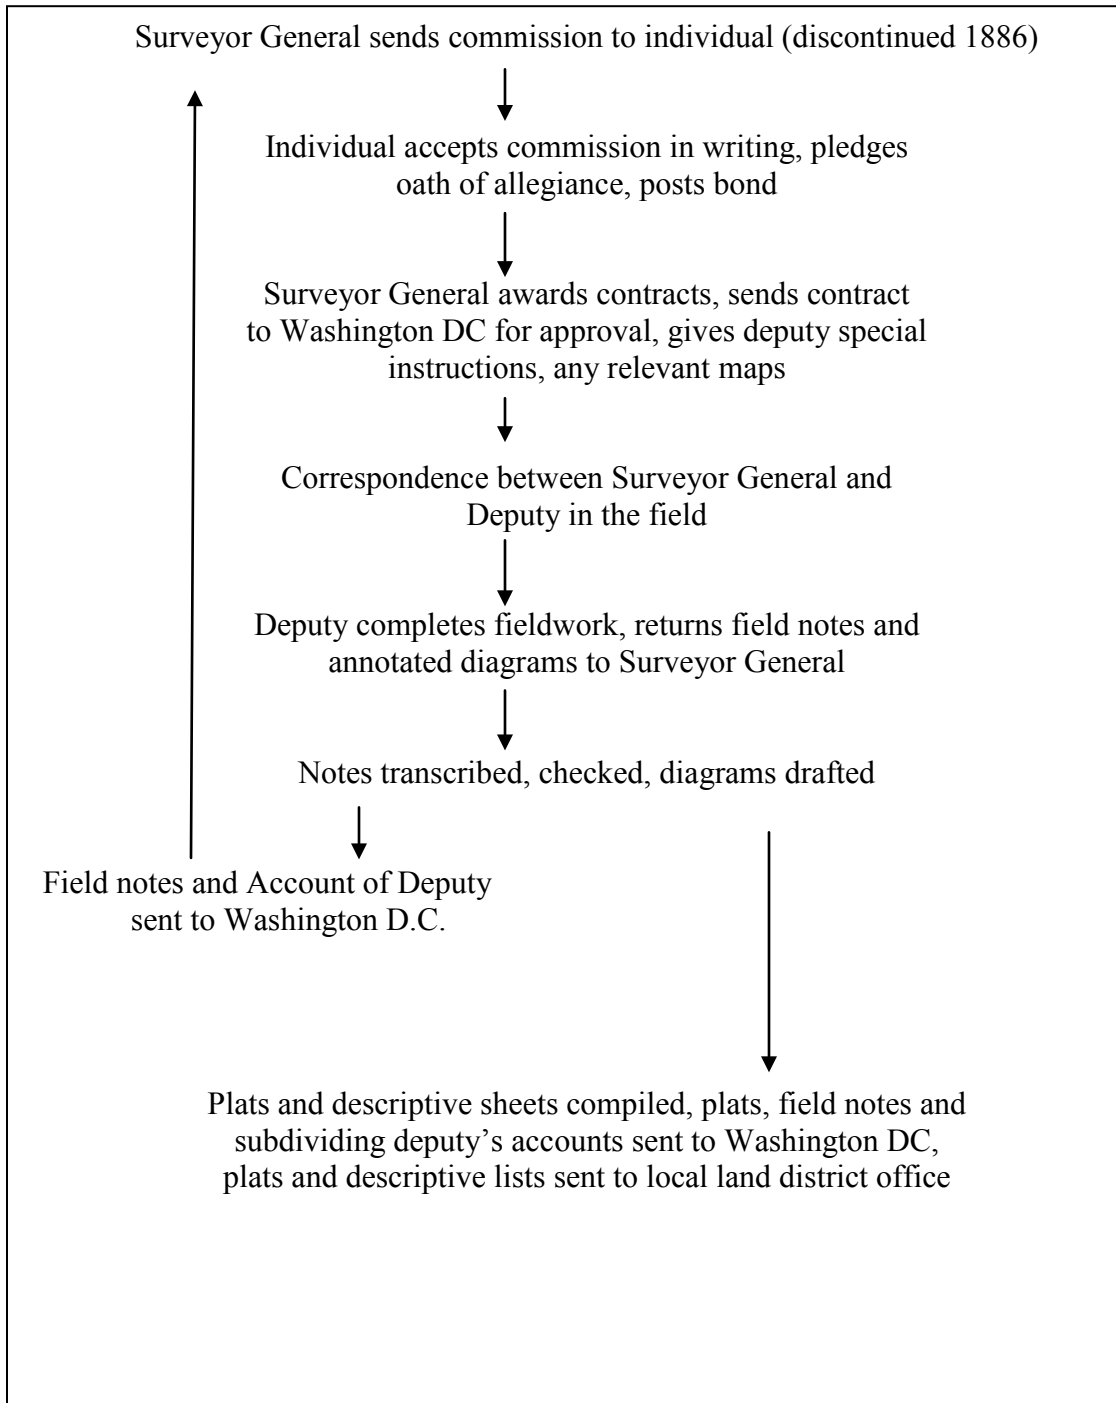 Surveyor General sends commission to individual (discontinued 1886)
Individual accepts commission in writing, pledges
oath of allegiance, posts bond
Surveyor General awards contracts, sends contract
to Washington DC for approval, gives deputy special
instructions, any relevant maps
Correspondence between Surveyor General and
Deputy in the field
Deputy completes fieldwork, returns field notes and
annotated diagrams to Surveyor General
Notes transcribed, checked, diagrams drafted
Field notes and Account of Deputy
sent to Washington D.C.
Plats and descriptive sheets compiled, plats, field notes and
subdividing deputy’s accounts sent to Washington DC,
plats and descriptive lists sent to local land district office